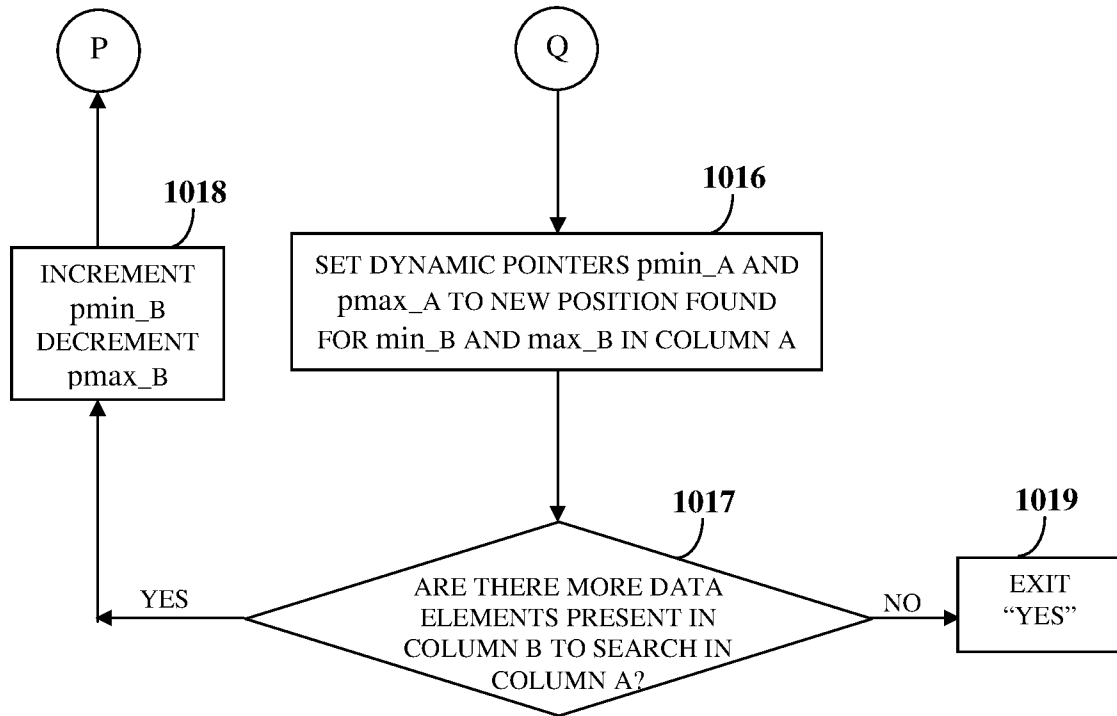 P
Q
1018
1016
INCREMENT
pmin_B
DECREMENT
pmax_B
SET DYNAMIC POINTERS pmin_A AND
pmax_A TO NEW POSITION FOUND
FOR min_B AND max_B IN COLUMN A
1017
1019
YES
ARE THERE MORE DATA
ELEMENTS PRESENT IN
COLUMN B TO SEARCH IN
COLUMN A?
NO
EXIT
“YES”